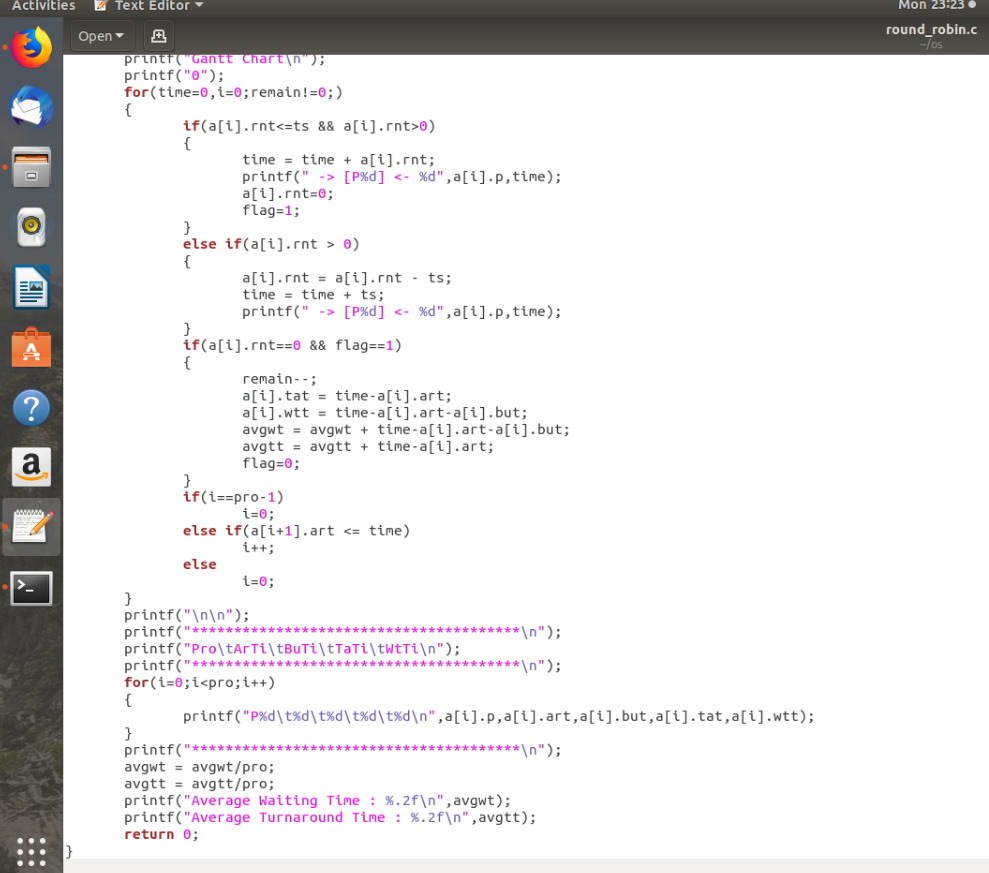 Activities Text Editor Mon 23:23
Open round_robin.c
~/os
printf("Gantt Chart\n");
printf("0");
for(time=0,i=0;remain!=0;)
{
if(a[i].rnt<=ts && a[i].rnt>0)
{
time = time + a[i].rnt;
printf(" -> [P%d] <- %d",a[i].p,time);
a[i].rnt=0;
flag=1;
}
else if(a[i].rnt > 0)
{
a[i].rnt = a[i].rnt - ts;
time = time + ts;
printf(" -> [P%d] <- %d",a[i].p,time);
}
if(a[i].rnt==0 && flag==1)
{
remain--;
a[i].tat = time-a[i].art;
a[i].wtt = time-a[i].art-a[i].but;
avgwt = avgwt + time-a[i].art-a[i].but;
avgtt = avgtt + time-a[i].art;
flag=0;
}
if(i==pro-1)
i=0;
else if(a[i+1].art <= time)
i++;
else
i=0;
}
printf("\n\n");
printf("***************************************\n");
printf("Pro\tArTi\tBuTi\tTaTi\tWtTi\n");
printf("***************************************\n");
for(i=0;i<pro;i++)
{
printf("P%d\t%d\t%d\t%d\t%d\n",a[i].p,a[i].art,a[i].but,a[i].tat,a[i].wtt);
}
printf("***************************************\n");
avgwt = avgwt/pro;
avgtt = avgtt/pro;
printf("Average Waiting Time : %.2f\n",avgwt);
printf("Average Turnaround Time : %.2f\n",avgtt);
return 0;
}